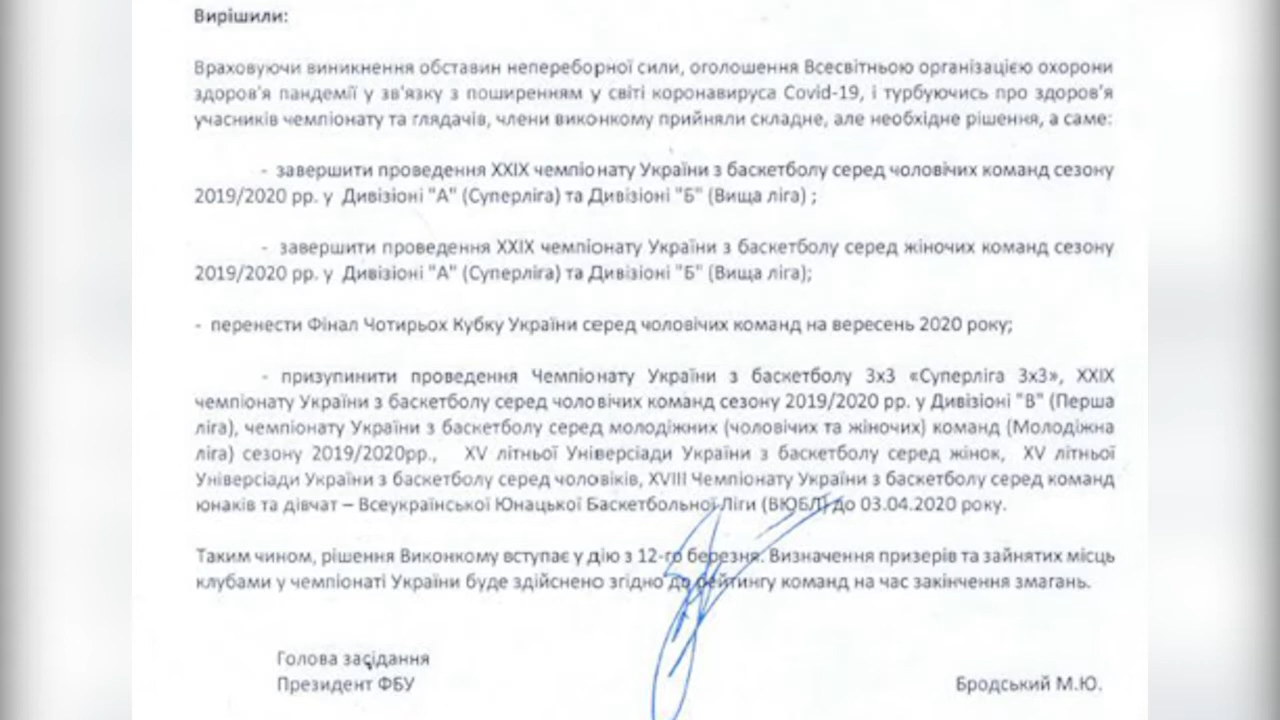 Вирішили:
Враховуючи виникнення обставин непереборної сили, оголошення Всесвітньою організацією охорони
здоров'я пандемії у зв'язку з поширенням у світі коронавируса Covid-19, і турбуючись про здоров'я
учасників чемпіонату та глядачів, члени виконкому прийняли складне, але необхідне рішення, а саме:
- завершити проведення XXIX чемпіонату України з баскетболу серед чоловічих команд сезону
2019/2020 рр. у Дивізіоні "А" (Суперліга) та Дивізіоні "Б" (Вища ліга) ;
- завершити проведення XXIX чемпіонату України з баскетболу серед жіночих команд сезону
2019/2020 рр. у Дивізіоні "А" (Суперліга) та Дивізіоні "Б" (Вища ліга);
- перенести Фінал Чотирьох Кубку України серед чоловічих команд на вересень 2020 року;
- призупинити проведення Чемпіонату України з баскетболу 3х3 «Суперліга 3х3», XXIX
чемпіонату України з баскетболу серед чоловічих команд сезону 2019/2020 рр. у Дивізіоні "В" (Перша
ліга), чемпіонату України з баскетболу серед молодіжних (чоловічих та жіночих) команд (Молодіжна
ліга) сезону 2019/2020рр., XV літньої Універсіади України з баскетболу серед жінок, XV літньої
Универсіади України з баскетболу серед чоловіків, XVIII Чемпіонату України з баскетболу серед команд
юнаків та дівчат – Всеукраїнської Юнацької Баскетбольної Ліги (ВЮБЛ) до 03.04.2020 року.
Таким чином, рішення Виконкому вступає у дію з 12-го березня. Визначення призерів та зайнятих місць
клубами у чемпіонаті України буде здійснено згідно до рейтингу команд на час закінчення змагань.
Голова засідання
Президент ФБУ
Бродський М.Ю.